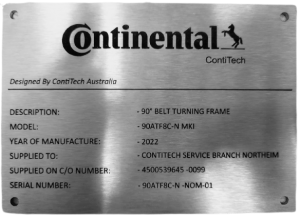 Continental
ContiTech
Designed By ContiTech Australia
DESCRIPTION: - 90° BELT TURNING FRAME
MODEL: - 90ATF8C-N MKI
YEAR OF MANUFACTURE: - 2022
SUPPLIED TO: - CONTITECH SERVICE BRANCH NORTHEIM
SUPPLIED ON C/O NUMBER: - 4500539645 -0099
SERIAL NUMBER: - 90ATF8C-N -NOM-01